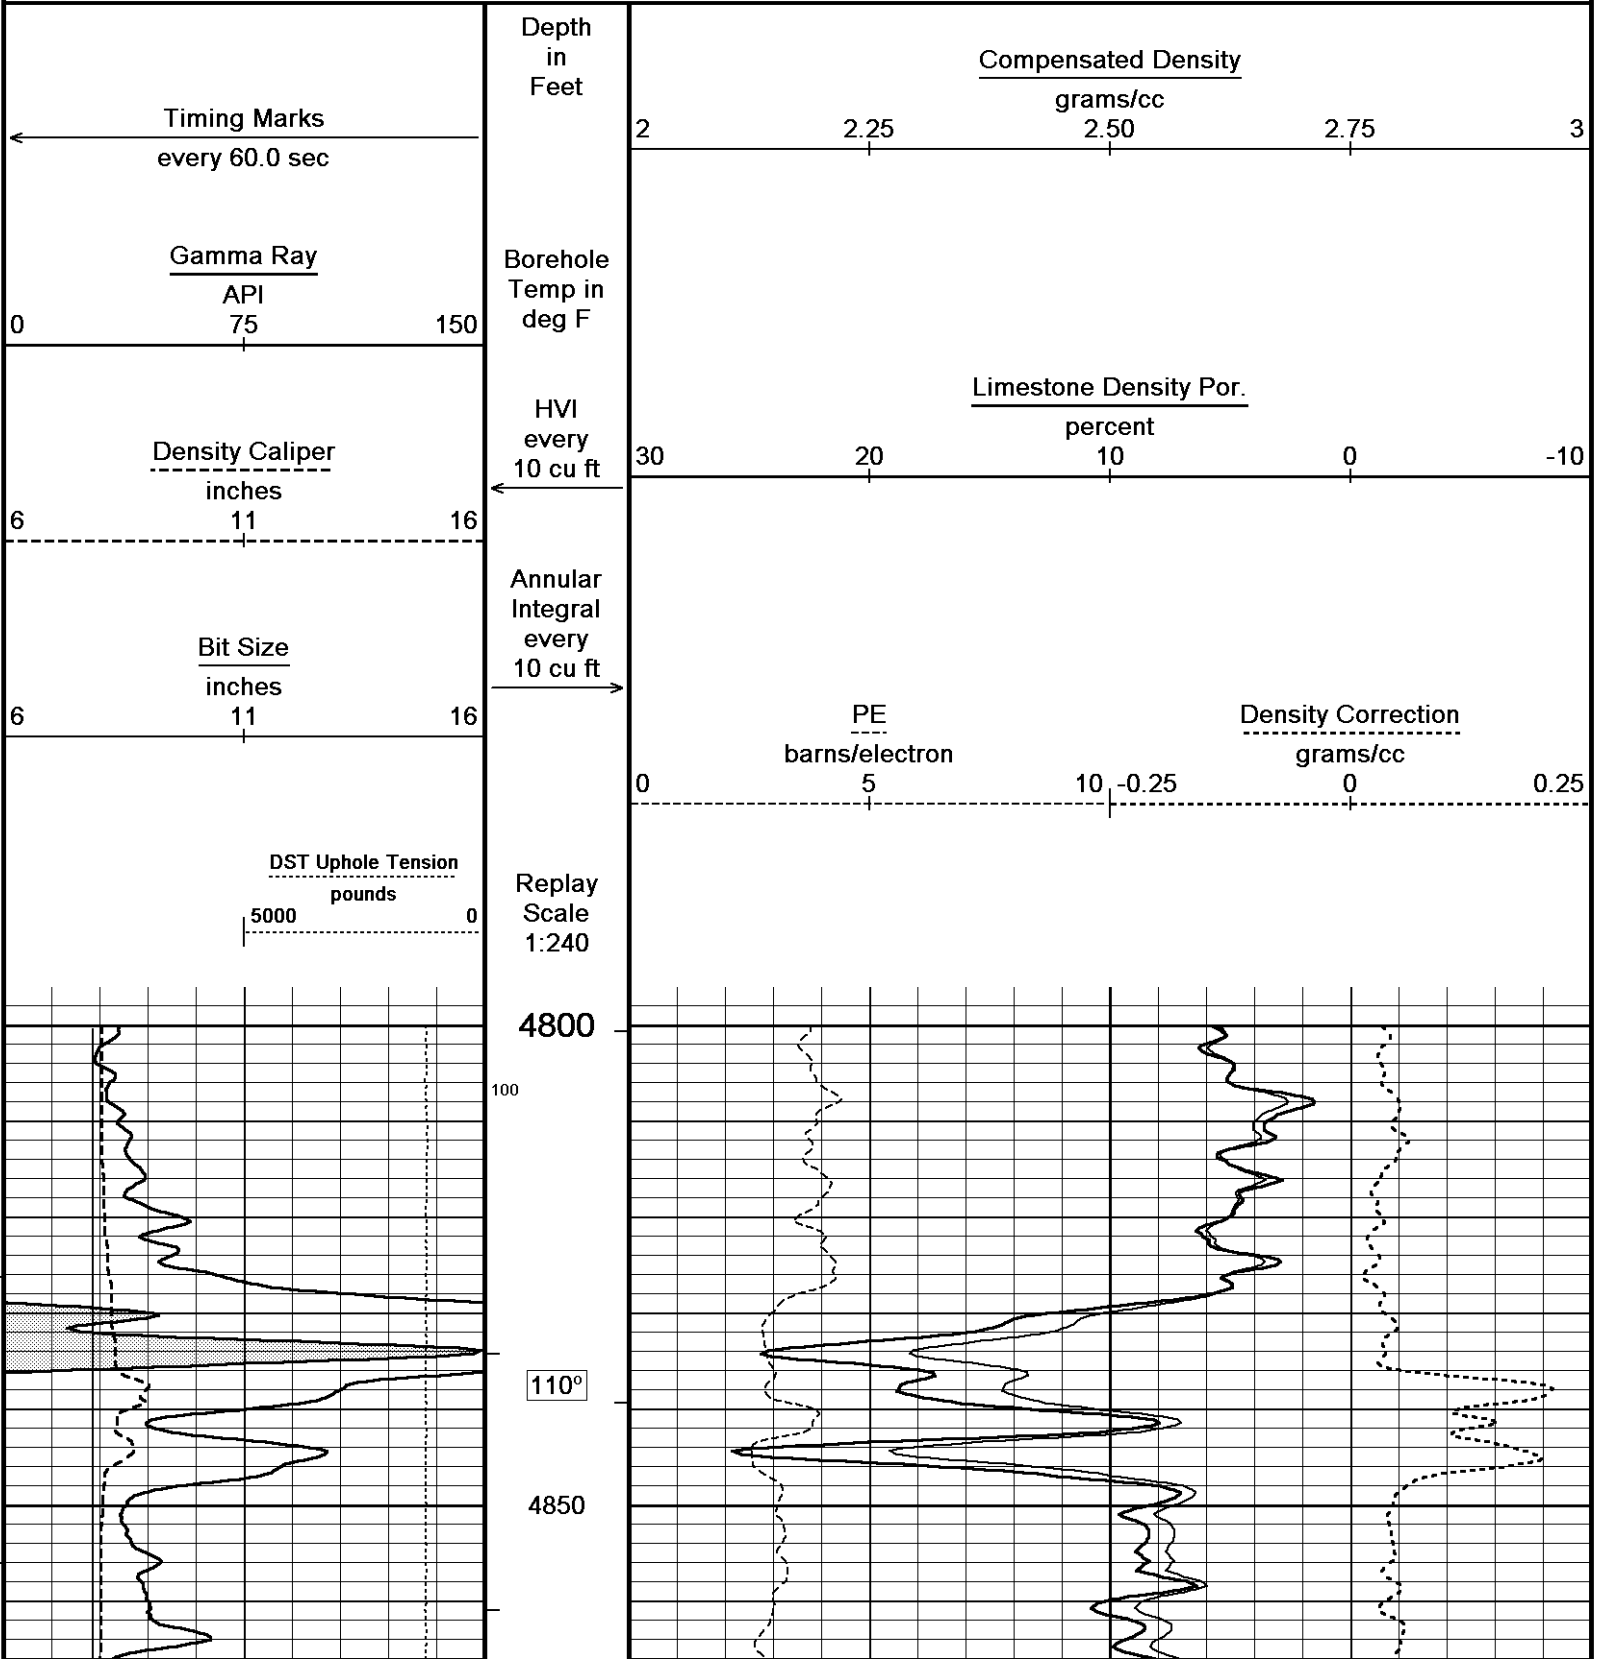 Timing Marks
every 60.0 sec
Gamma Ray
API
0 75 150
Density Caliper
inches
6 11 16
Bit Size
inches
6 11 16
DST Uphole Tension
pounds
5000 0
Depth
in
Feet
Borehole
Temp in
deg F
HVI
every
10 cu ft
Annular
Integral
every
10 cu ft
Replay
Scale
1:240
Compensated Density
grams/cc
2 2.25 2.50 2.75 3
Limestone Density Por.
percent
30 20 10 0 -10
PE
barns/electron
0 5 10
Density Correction
grams/cc
-0.25 0 0.25
4800
100
110º
4850